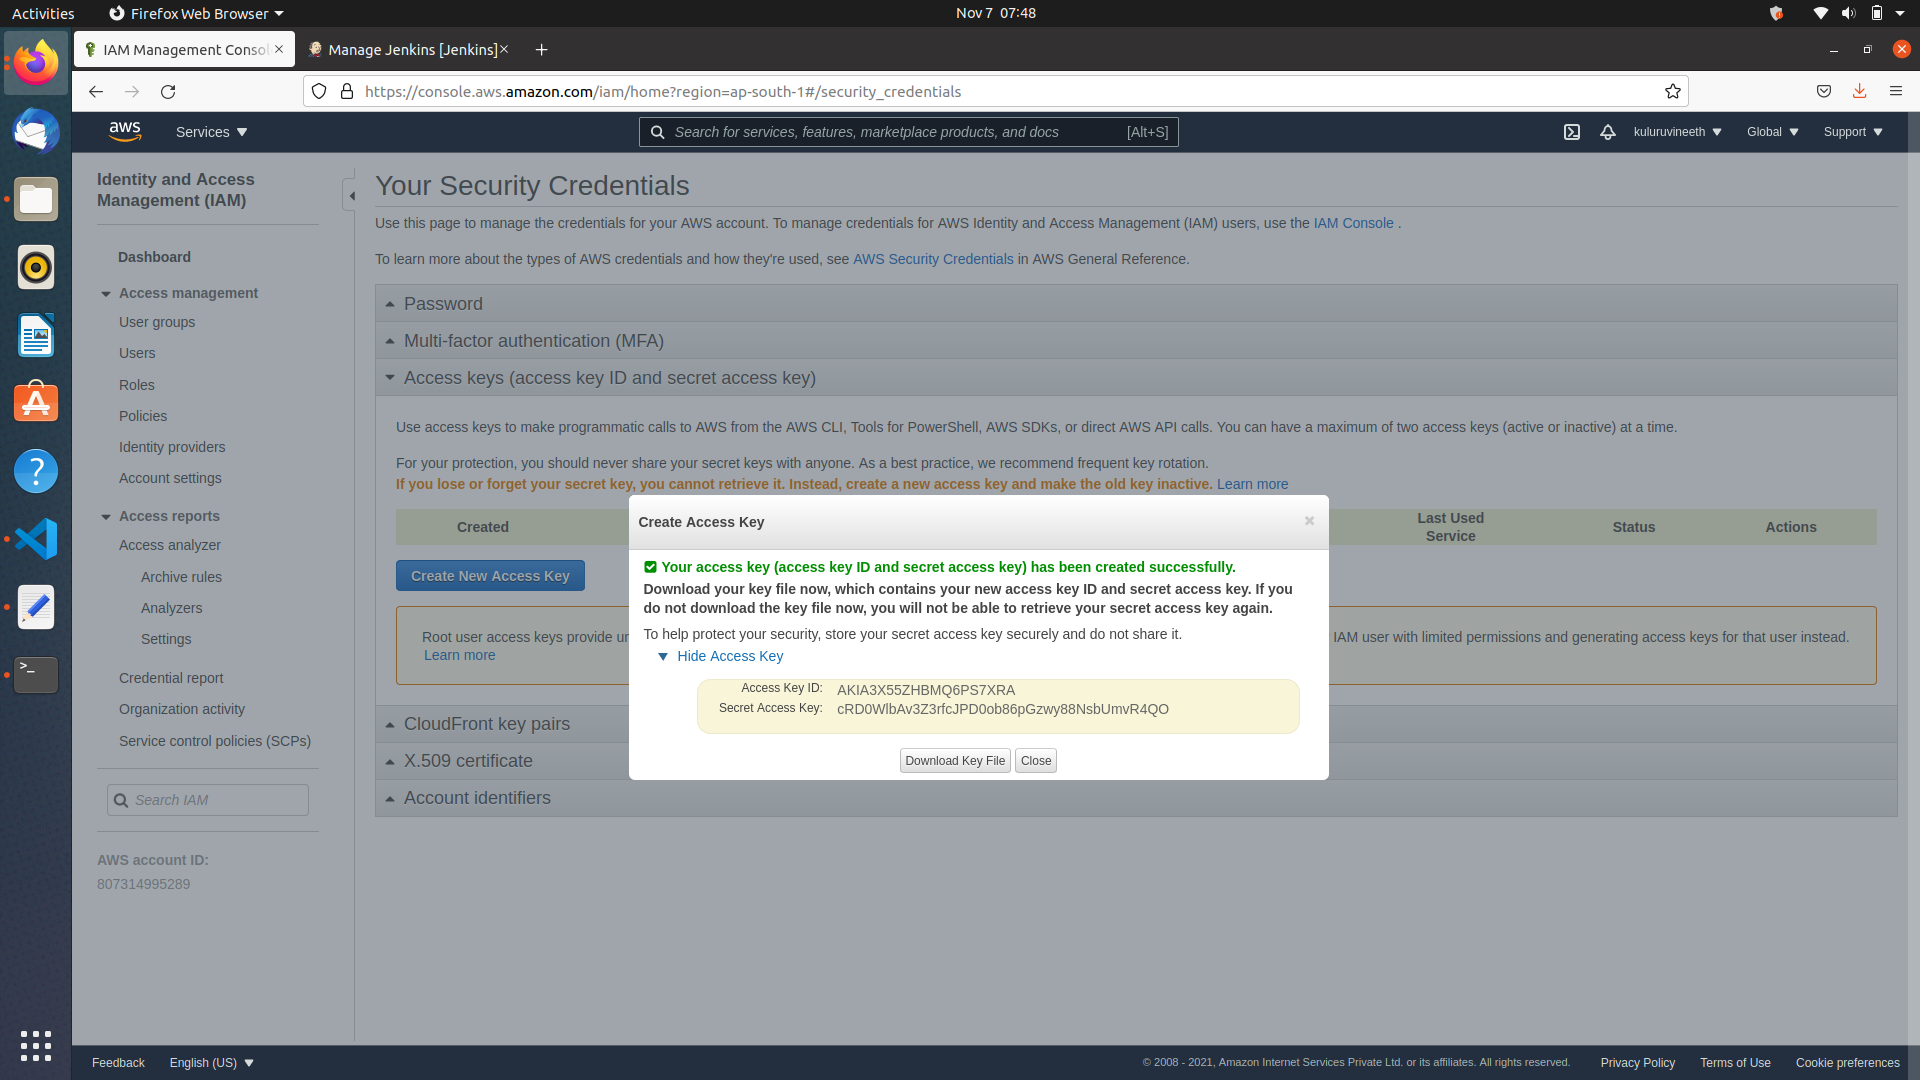 Activities
Firefox Web Browser
Nov 7 07:48
IAM Management Consol
Manage Jenkins [Jenkins]
https://console.aws.amazon.com/iam/home?region=ap-south-1#/security_credentials
aws
Services
Search for services, features, marketplace products, and docs [Alt+S]
kuluruvineeth
Global
Support
Identity and Access
Management (IAM)
Dashboard
Access management
User groups
Users
Roles
Policies
Identity providers
Account settings
Access reports
Access analyzer
Archive rules
Analyzers
Settings
Credential report
Organization activity
Service control policies (SCPs)
Search IAM
AWS account ID:
807314995289
Your Security Credentials
Use this page to manage the credentials for your AWS account. To manage credentials for AWS Identity and Access Management (IAM) users, use the IAM Console .
To learn more about the types of AWS credentials and how they're used, see AWS Security Credentials in AWS General Reference.
Password
Multi-factor authentication (MFA)
Access keys (access key ID and secret access key)
Use access keys to make programmatic calls to AWS from the AWS CLI, Tools for PowerShell, AWS SDKs, or direct AWS API calls. You can have a maximum of two access keys (active or inactive) at a time.
For your protection, you should never share your secret keys with anyone. As a best practice, we recommend frequent key rotation.
If you lose or forget your secret key, you cannot retrieve it. Instead, create a new access key and make the old key inactive. Learn more
Created
Last Used
Service
Status
Actions
Create New Access Key
Root user access keys provide un
IAM user with limited permissions and generating access keys for that user instead.
Learn more
CloudFront key pairs
X.509 certificate
Account identifiers
Create Access Key
Your access key (access key ID and secret access key) has been created successfully.
Download your key file now, which contains your new access key ID and secret access key. If you
do not download the key file now, you will not be able to retrieve your secret access key again.
To help protect your security, store your secret access key securely and do not share it.
Hide Access Key
Access Key ID: [redacted credential]
Secret Access Key: [redacted credential]
Download Key File
Close
Feedback
English (US)
© 2008 - 2021, Amazon Internet Services Private Ltd. or its affiliates. All rights reserved.
Privacy Policy
Terms of Use
Cookie preferences